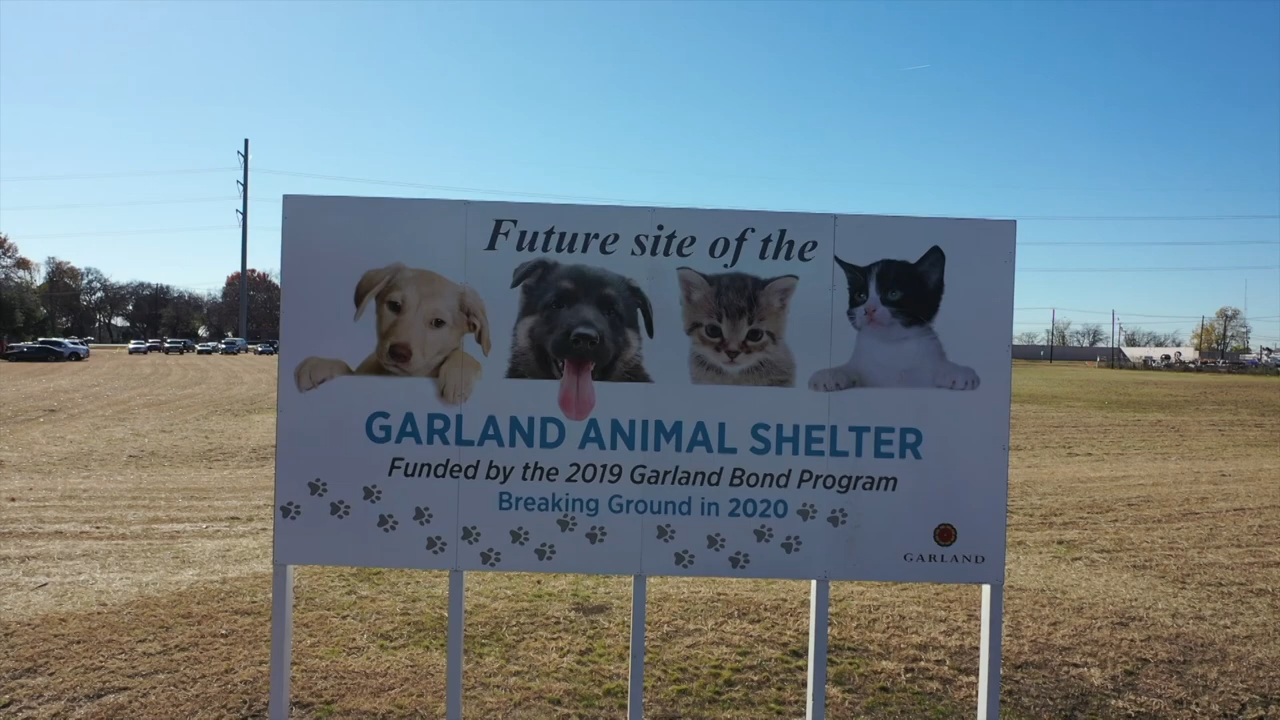 Future site of the
GARLAND ANIMAL SHELTER
Funded by the 2019 Garland Bond Program
Breaking Ground in 2020
GARLAND